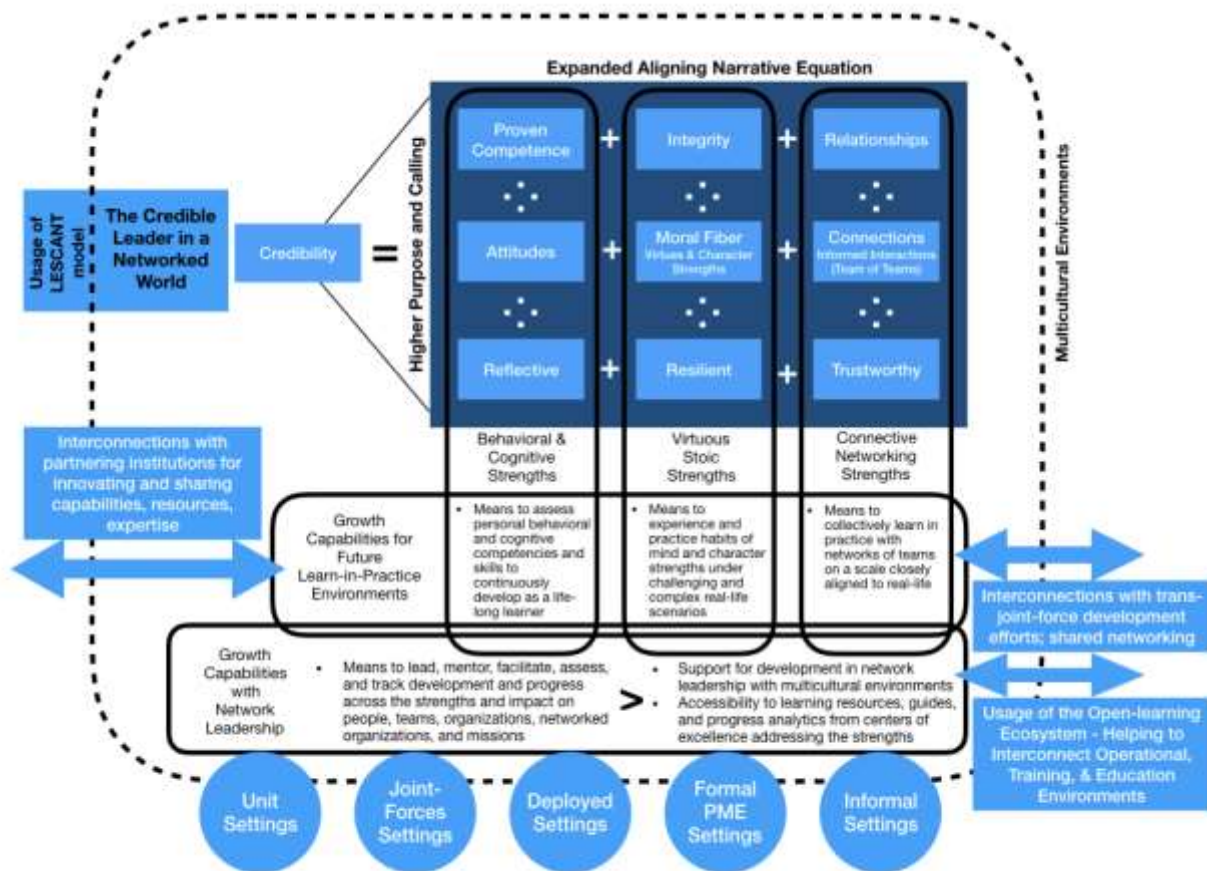 Expanded Aligning Narrative Equation
Multicultural Environments
Usage of
LESCANT
model
The Credible
Leader in a
Networked
World
Credibility
=
Higher Purpose and Calling
Proven
Competence
+
Integrity
+
Relationships
Attitudes
+
Moral Fiber
Virtues & Character
Strengths
+
Connections
Informed Interactions
(Team of Teams)
Reflective
+
Resilient
+
Trustworthy
Behavioral &
Cognitive
Strengths
Virtuous
Stoic
Strengths
Connective
Networking
Strengths
Interconnections with
partnering institutions for
innovating and sharing
capabilities, resources,
expertise
Growth
Capabilities for
Future
Learn-in-Practice
Environments
• Means to assess
personal behavioral
and cognitive
competencies and
skills to
continuously
develop as a life-
long learner
• Means to
experience and
practice habits of
mind and character
strengths under
challenging and
complex real-life
scenarios
• Means to
collectively learn in
practice with
networks of teams
on a scale closely
aligned to real-life
Interconnections with trans-
joint-force development
efforts; shared networking
Growth
Capabilities
with
Network
Leadership
• Means to lead, mentor, facilitate, assess,
and track development and progress
across the strengths and impact on
people, teams, organizations, networked
organizations, and missions
>
• Support for development in network
leadership with multicultural environments
• Accessibility to learning resources, guides,
and progress analytics from centers of
excellence addressing the strengths
Usage of the Open-learning
Ecosystem - Helping to
Interconnect Operational,
Training, & Education
Environments
Unit
Settings
Joint-
Forces
Settings
Deployed
Settings
Formal
PME
Settings
Informal
Settings